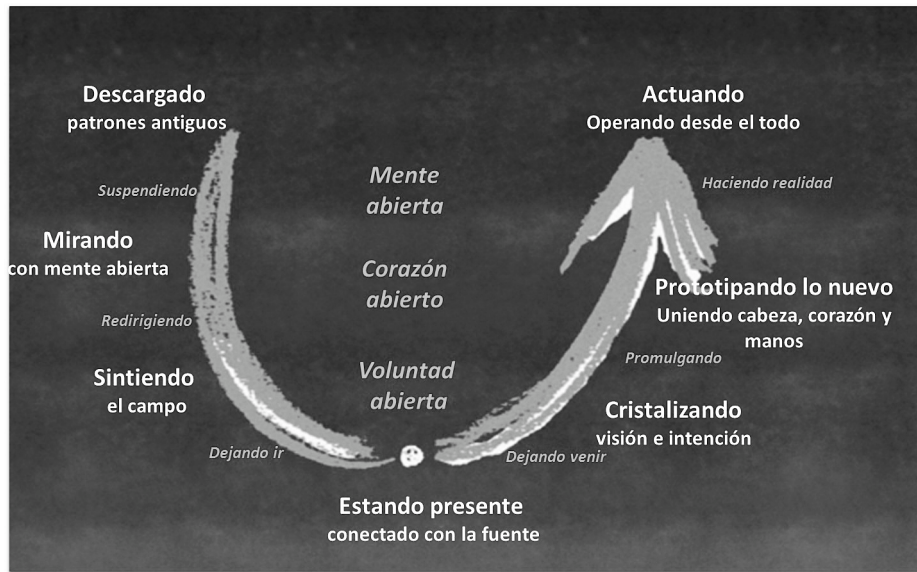 Descargado
patrones antiguos
Suspendiendo
Mirando
con mente abierta
Redirigiendo
Sintiendo
el campo
Dejando ir
Mente
abierta
Corazón
abierto
Voluntad
abierta
Estando presente
conectado con la fuente
Dejando venir
Cristalizando
visión e intención
Promulgando
Prototipando lo nuevo
Uniendo cabeza, corazón y
manos
Haciendo realidad
Actuando
Operando desde el todo